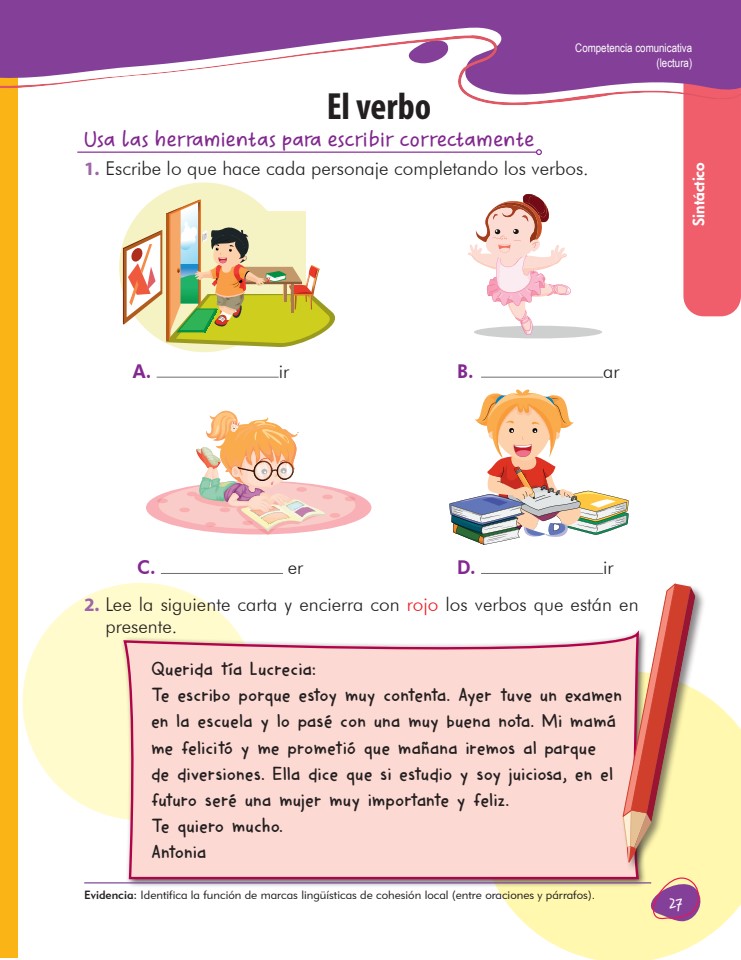 Competencia comunicativa
(lectura)
El verbo
Usa las herramientas para escribir correctamente
Sintáctico
1. Escribe lo que hace cada personaje completando los verbos.
A. ____________ir
B. ____________ar
C. ____________ er
D. ____________ir
2. Lee la siguiente carta y encierra con rojo los verbos que están en
presente.
Querida tía Lucrecia:
Te escribo porque estoy muy contenta. Ayer tuve un examen
en la escuela y lo pasé con una muy buena nota. Mi mamá
me felicitó y me prometió que mañana iremos al parque
de diversiones. Ella dice que si estudio y soy juiciosa, en el
futuro seré una mujer muy importante y feliz.
Te quiero mucho.
Antonia
Evidencia: Identifica la función de marcas lingüísticas de cohesión local (entre oraciones y párrafos).
27